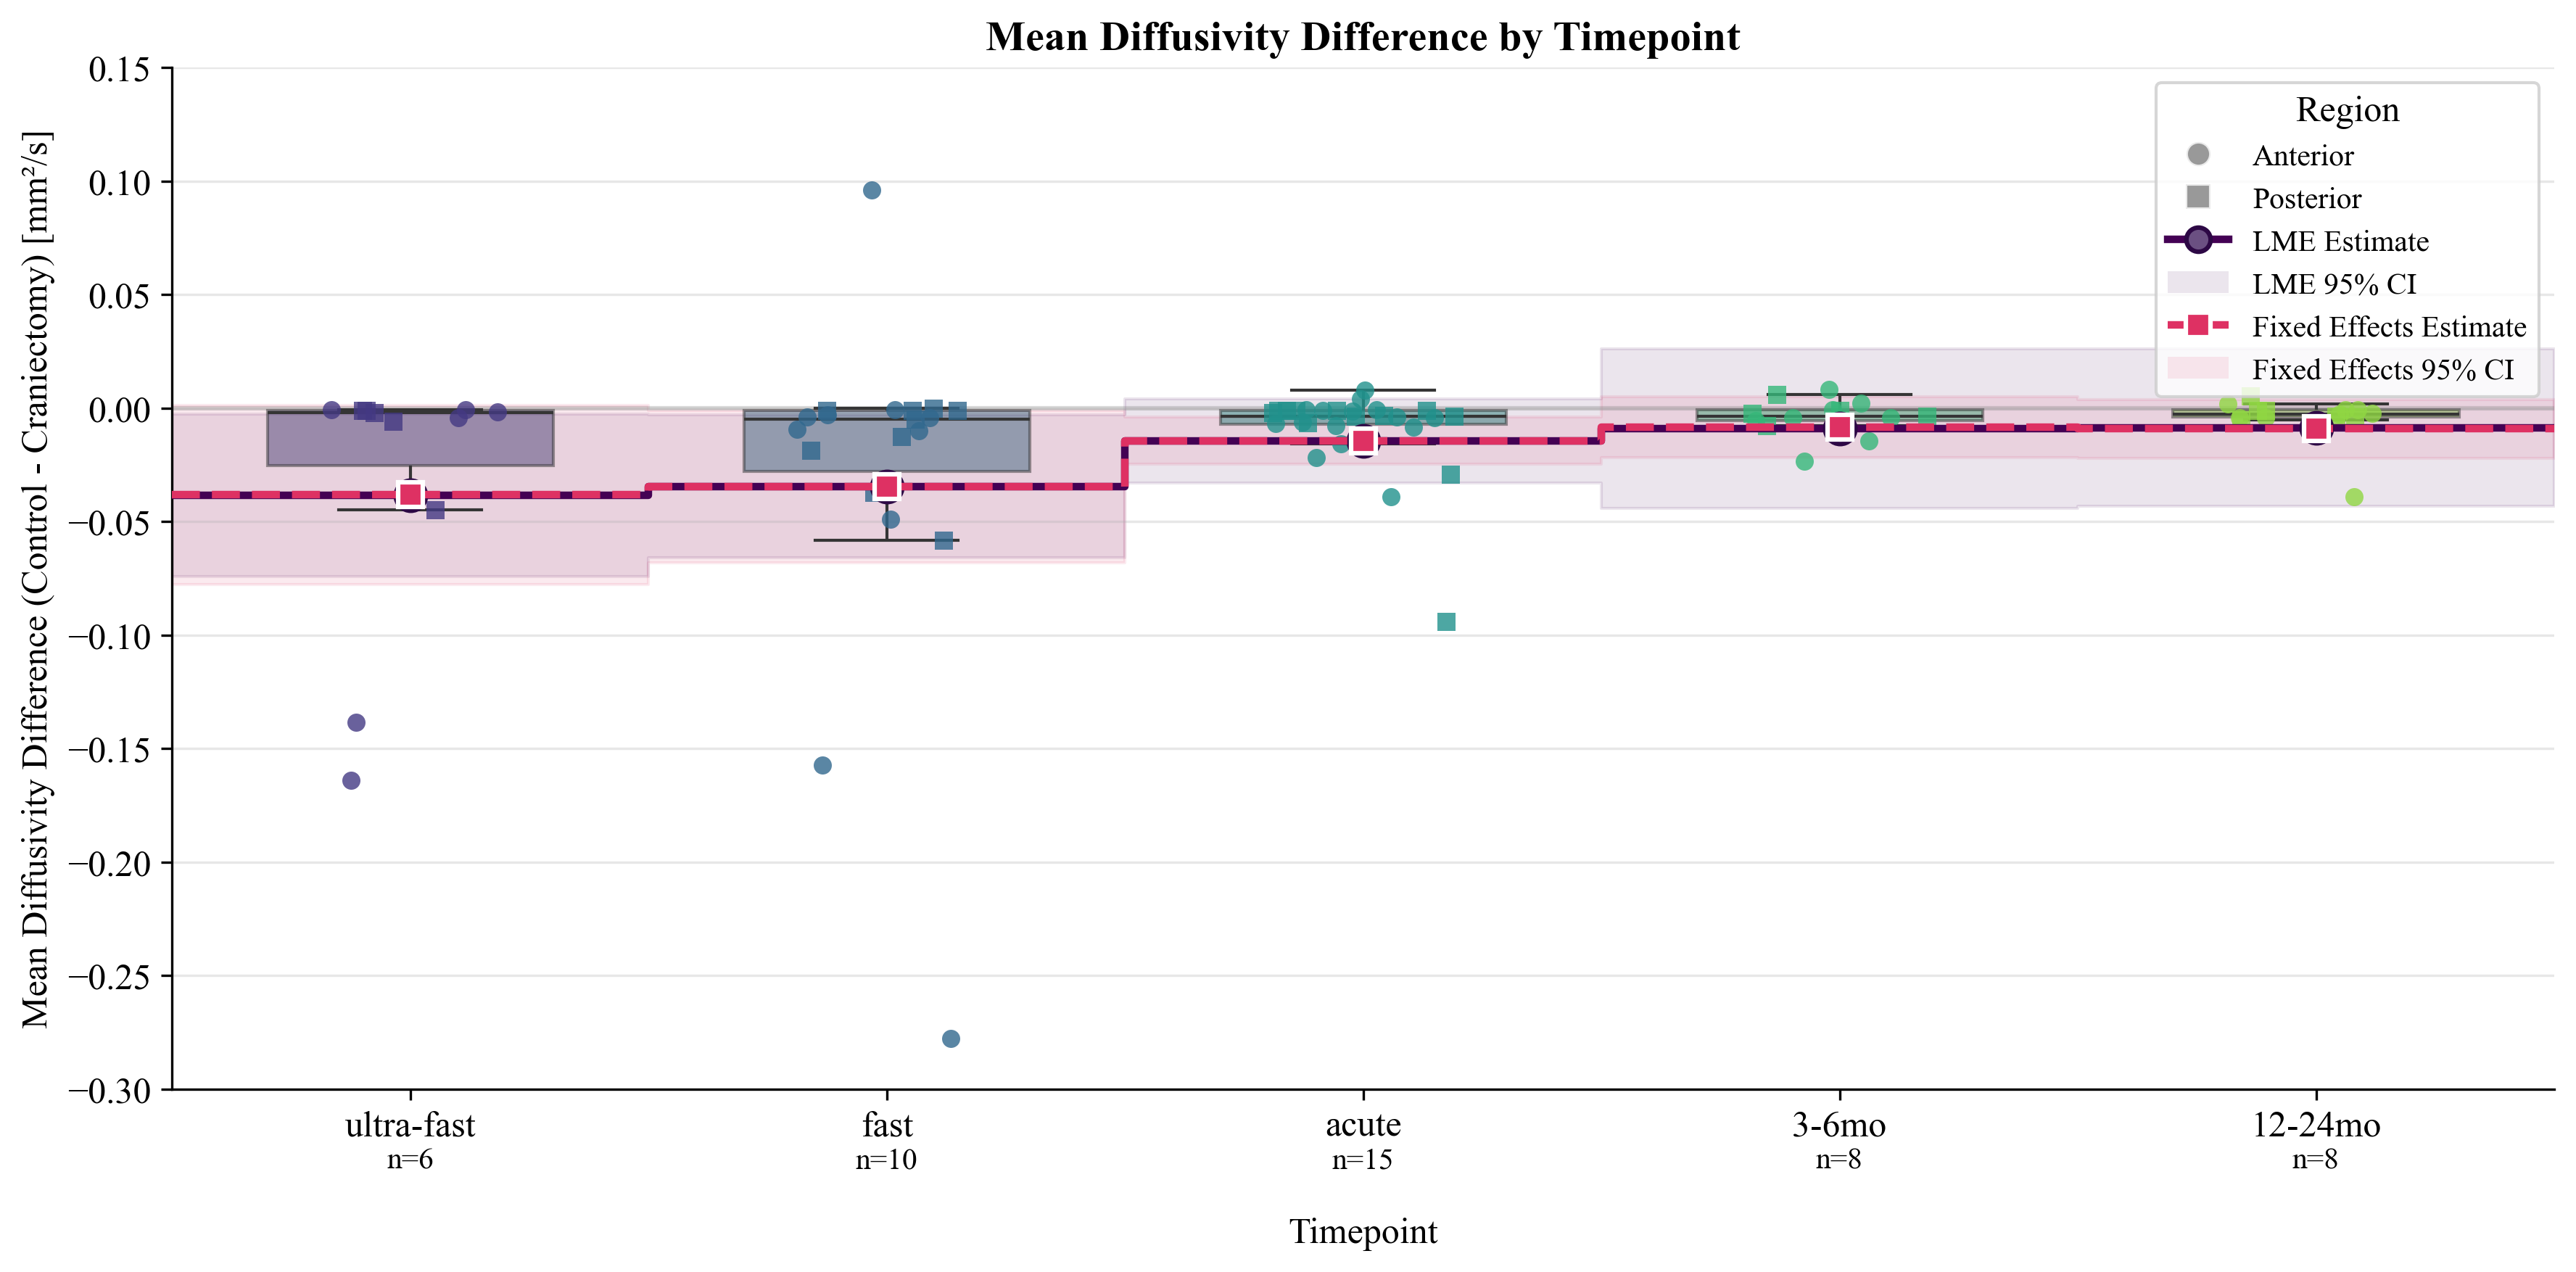 Mean Diffusivity Difference by Timepoint
Mean Diffusivity Difference (Control - Craniectomy) [mm²/s]
0.15
0.10
0.05
0.00
−0.05
−0.10
−0.15
−0.20
−0.25
−0.30
Region
Anterior
Posterior
LME Estimate
LME 95% CI
Fixed Effects Estimate
Fixed Effects 95% CI
ultra-fast
n=6
fast
n=10
acute
n=15
3-6mo
n=8
12-24mo
n=8
Timepoint